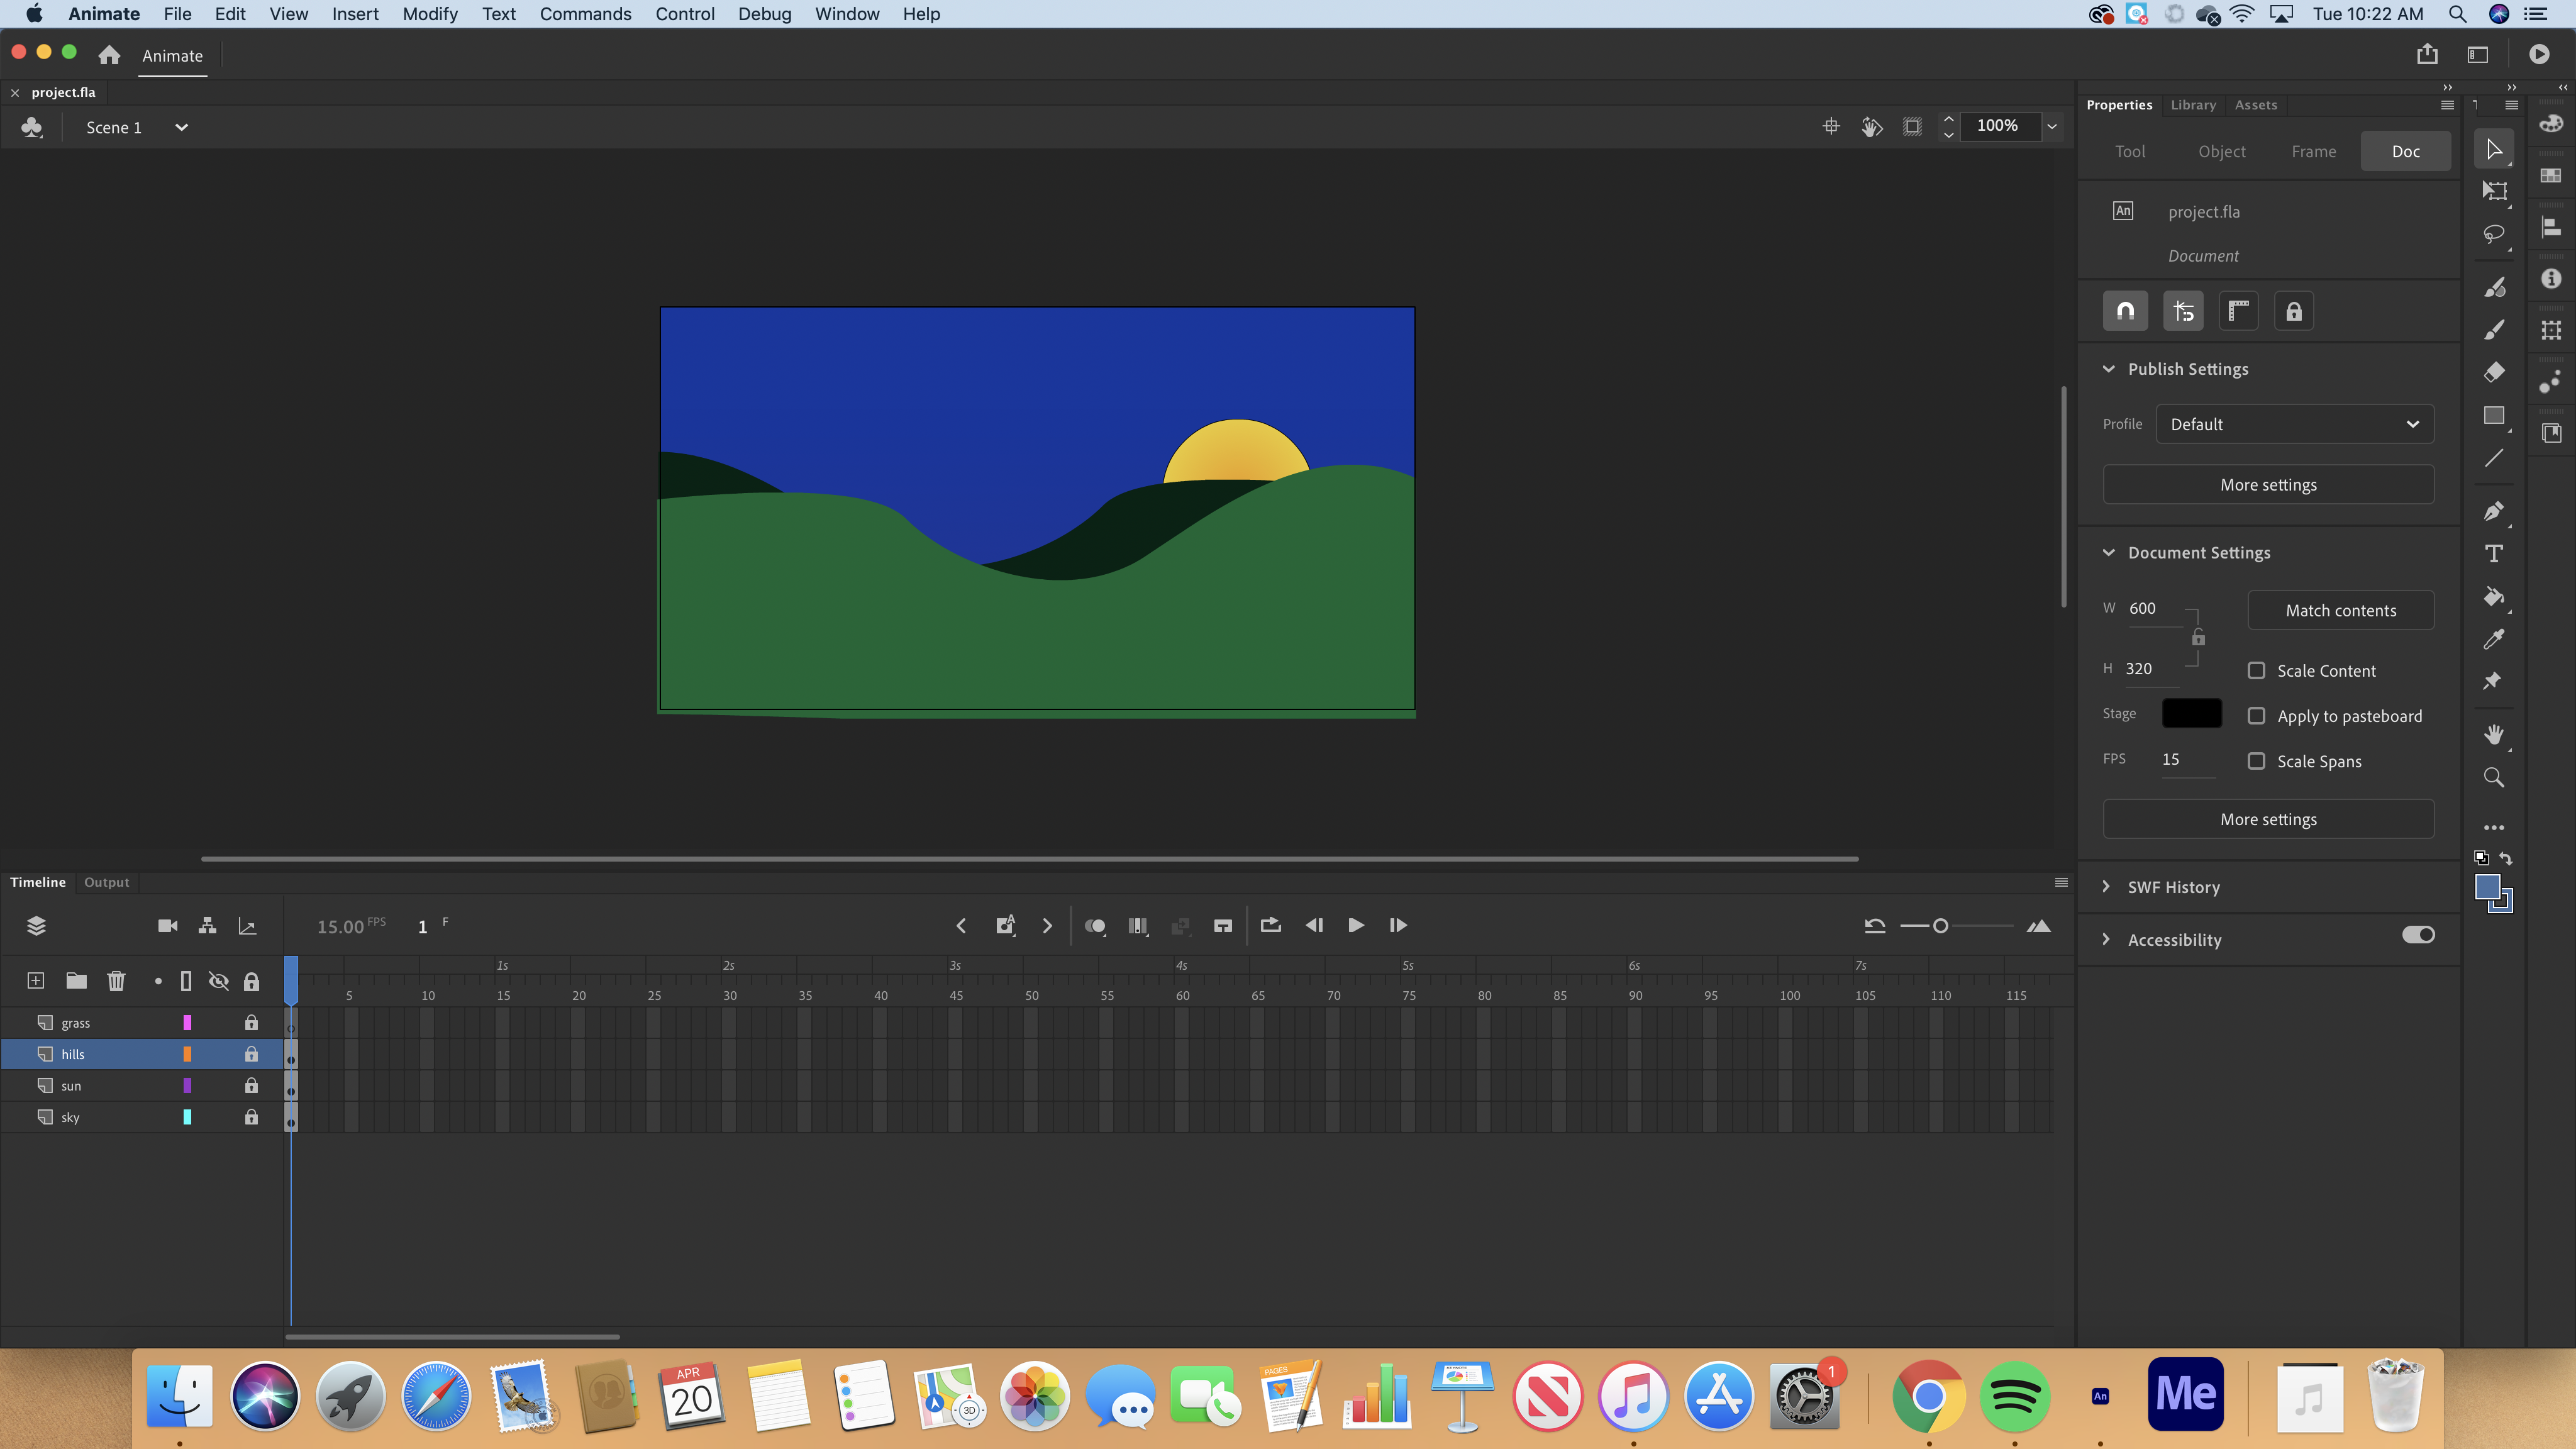 Animate File Edit View Insert Modify Text Commands Control Debug Window Help Tue 10:22 AM
Animate
project.fla
Properties Library Assets
Scene 1 100%
Tool Object Frame Doc
An project.fla
Document
Publish Settings
Profile Default
More settings
Document Settings
W 600 Match contents
H 320 Scale Content
Stage Apply to pasteboard
FPS 15 Scale Spans
More settings
SWF History
Accessibility
Timeline Output
15.00 FPS 1 F
1s 2s 3s 4s 5s 6s 7s
5 10 15 20 25 30 35 40 45 50 55 60 65 70 75 80 85 90 95 100 105 110 115
grass
hills
sun
sky
APR
20
3D
PAGES
KEYNOTE
1
An
Me